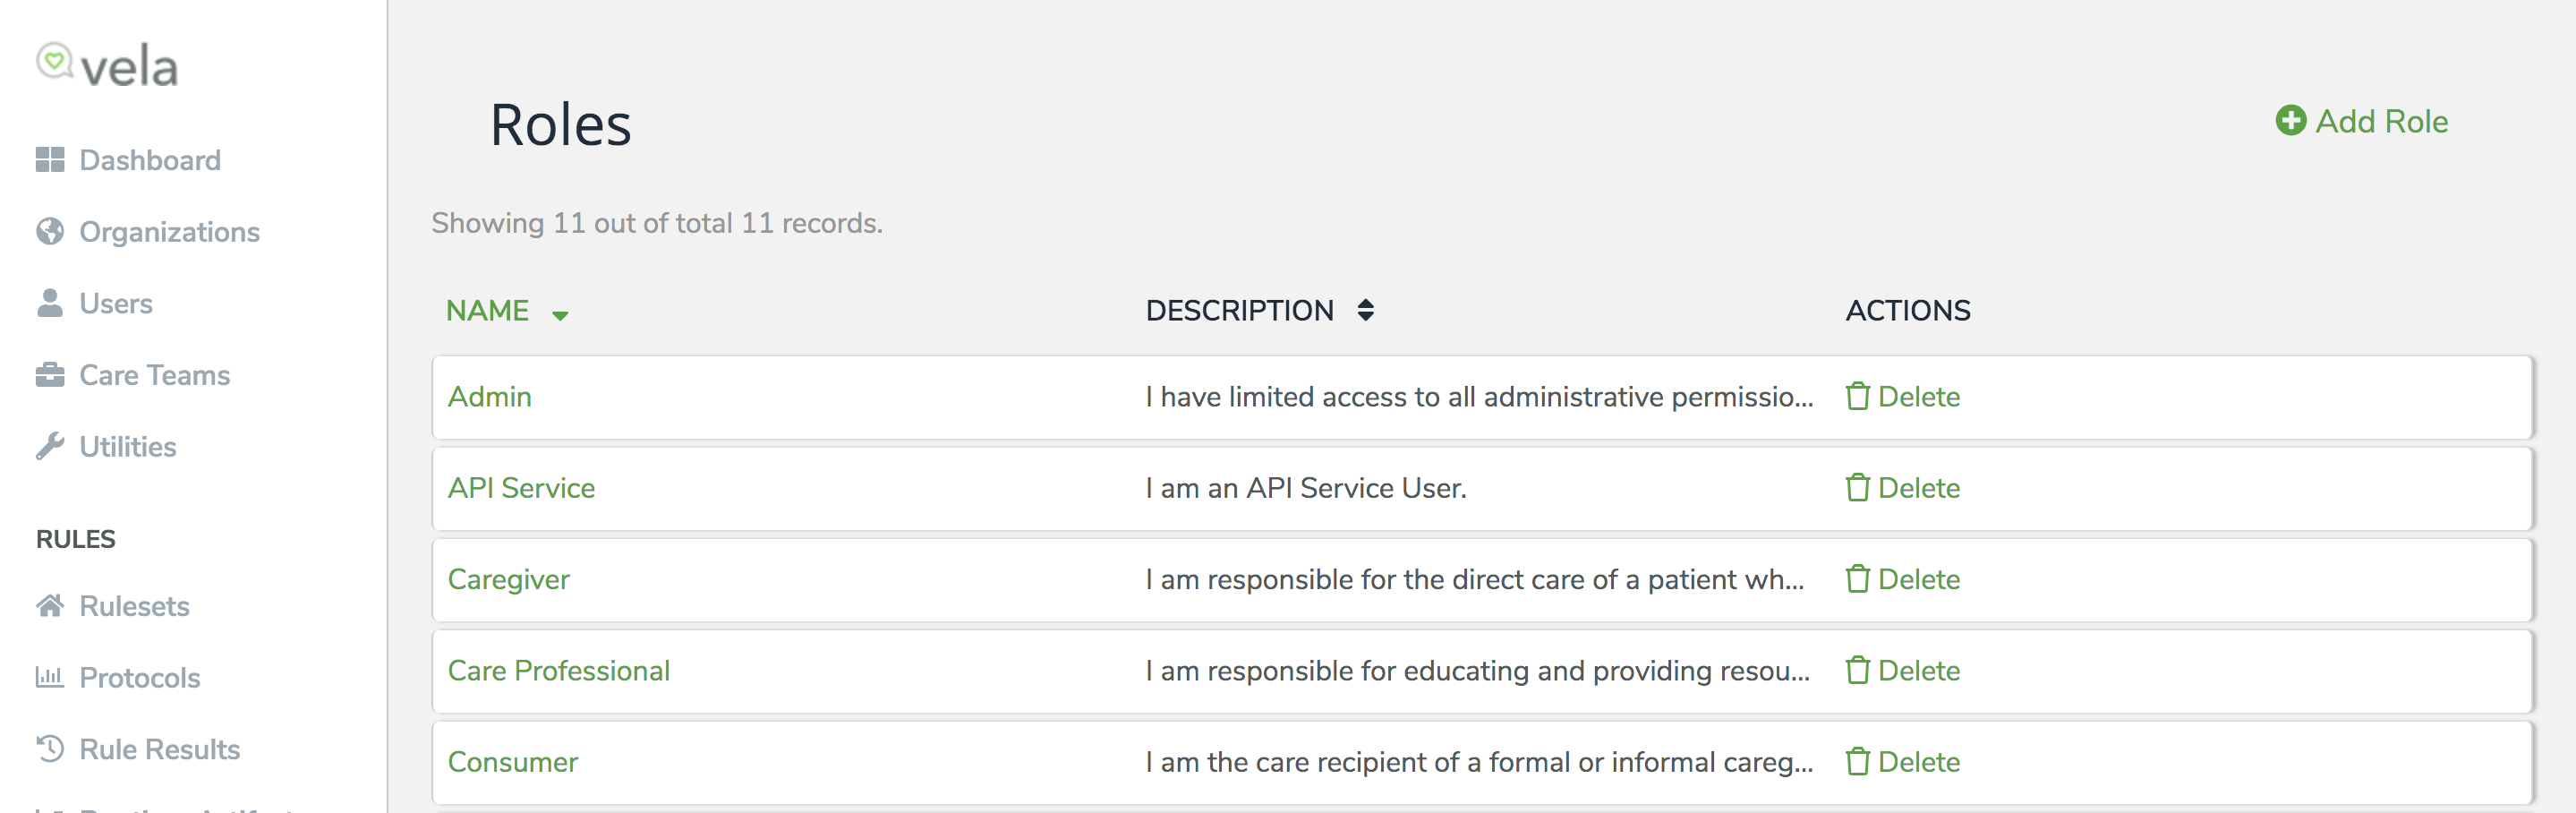 vela
Dashboard
Organizations
Users
Care Teams
Utilities
RULES
Rulesets
Protocols
Rule Results
Roles
Add Role
Showing 11 out of total 11 records.
NAME DESCRIPTION ACTIONS
Admin I have limited access to all administrative permissio... Delete
API Service I am an API Service User. Delete
Caregiver I am responsible for the direct care of a patient wh... Delete
Care Professional I am responsible for educating and providing resou... Delete
Consumer I am the care recipient of a formal or informal careg... Delete